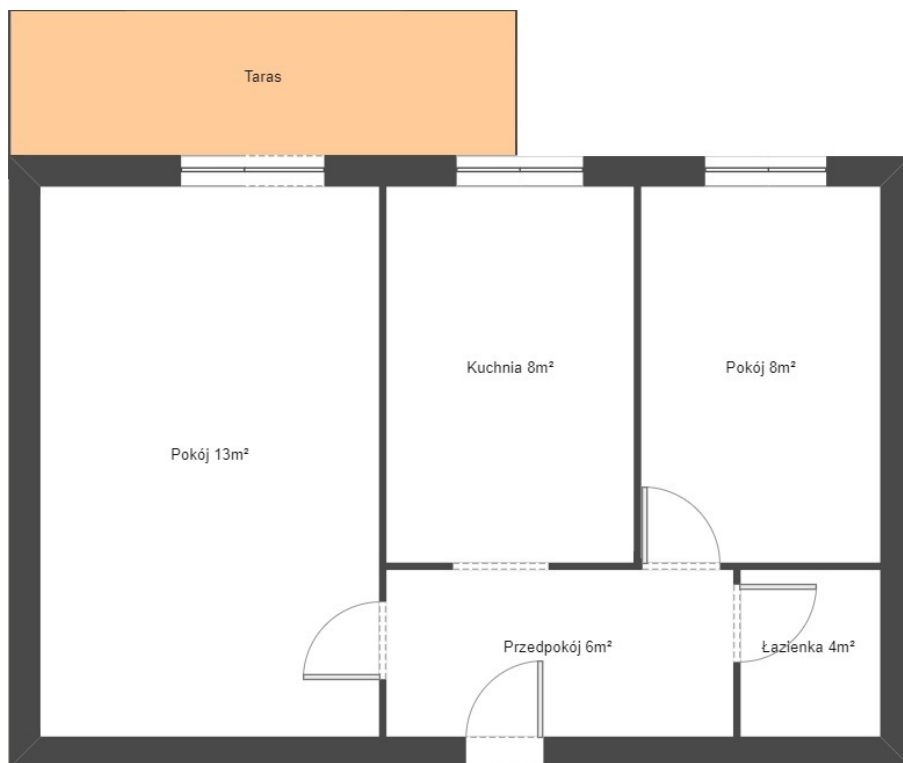 Taras
Kuchnia 8m²
Pokój 8m²
Pokój 13m²
Przedpokój 6m²
Łazienka 4m²